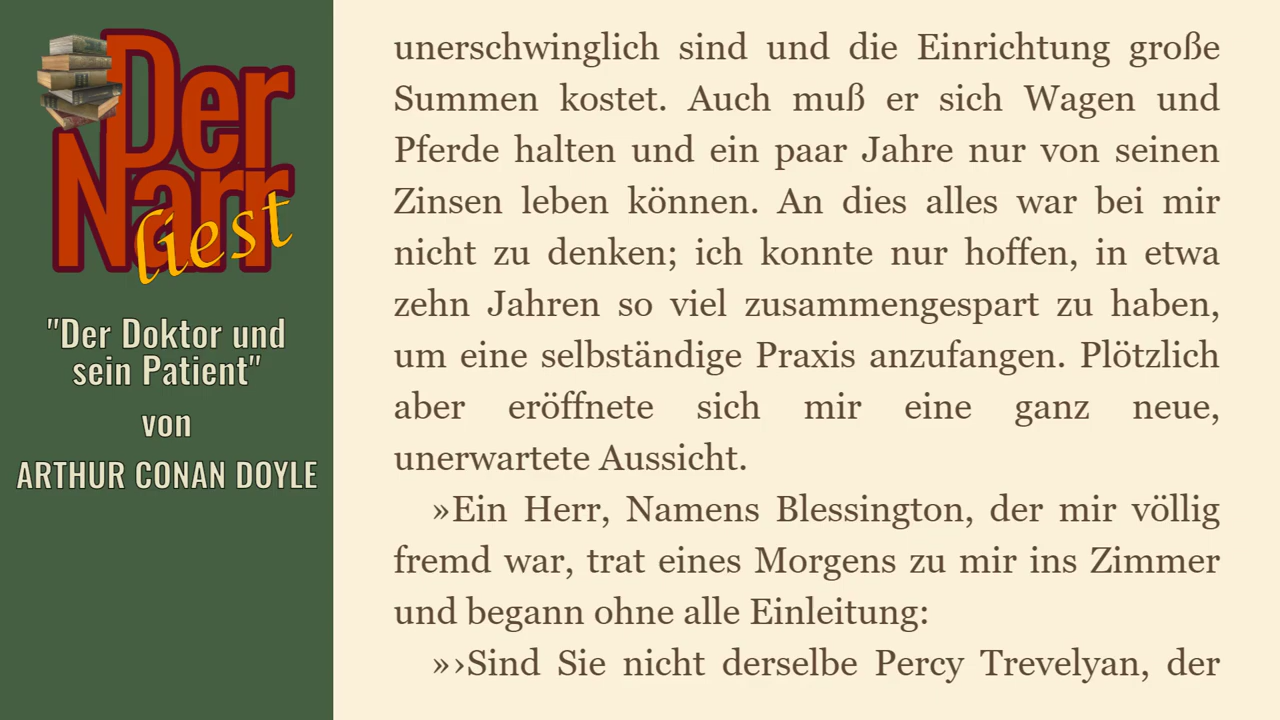 Der
Narr
liest
"Der Doktor und
sein Patient"
von
ARTHUR CONAN DOYLE
unerschwinglich sind und die Einrichtung große
Summen kostet. Auch muß er sich Wagen und
Pferde halten und ein paar Jahre nur von seinen
Zinsen leben können. An dies alles war bei mir
nicht zu denken; ich konnte nur hoffen, in etwa
zehn Jahren so viel zusammengespart zu haben,
um eine selbständige Praxis anzufangen. Plötzlich
aber eröffnete sich mir eine ganz neue,
unerwartete Aussicht.
»Ein Herr, Namens Blessington, der mir völlig
fremd war, trat eines Morgens zu mir ins Zimmer
und begann ohne alle Einleitung:
»›Sind Sie nicht derselbe Percy Trevelyan, der